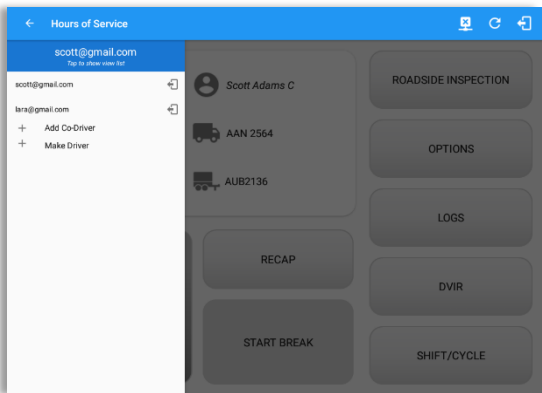 Hours of Service
scott@gmail.com
Tap to show view list
scott@gmail.com
lara@gmail.com
Add Co-Driver
Make Driver
Scott Adams C
AAN 2564
AUB2136
RECAP
START BREAK
ROADSIDE INSPECTION
OPTIONS
LOGS
DVIR
SHIFT/CYCLE